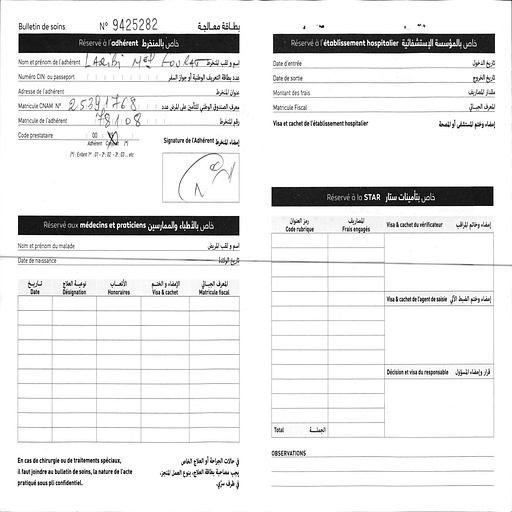 Bulletin de soins N° 9425282 بطاقة معالجة
Réservé à l'adhérent خاص بالمنخرط
Nom et prénom de l'adhérent اسم و لقب المنخرط
Numéro CIN ou passeport عدد بطاقة التعريف الوطنية أو جواز السفر
Adresse de l'adhérent عنوان المنخرط
Matricule CNAM N° 25391768 معرف الصندوق الوطني للتأمين على المرض عدد
Matricule de l'adhérent 78108 رقم المنخرط
Code prestataire 00
Adhérent Conjoint (*)
(*) : Enfant 1er : 01 - 2 : 02 - 3 : 03 ... etc
Signature de l'Adhérent إمضاء المنخرط
Réservé aux médecins et praticiens خاص بالأطباء والممارسين
Nom et prénom du malade اسم و لقب المريض
Date de naissance تاريخ الولادة
تاريخ نوعية العلاج الأتعاب الإمضاء و الختم المعرف الجبائي
Date Désignation Honoraires Visa & cachet Matricule fiscal
En cas de chirurgie ou de traitements spéciaux,
il faut joindre au bulletin de soins, la nature de l'acte
pratiqué sous pli confidentiel.
في حالات الجراحة أو العلاج الخاص
يجب مصاحبة بطاقة العلاج، بنوع العمل المنجز،
في ظرف سري.
Réservé à l'établissement hospitalier خاص بالمؤسسة الإستشفائية
Date d'entrée تاريخ الدخول
Date de sortie تاريخ الخروج
Montant des frais مقدار المصاريف
Matricule Fiscal المعرف الجبائي
Visa et cachet de l'établissement hospitalier إمضاء وختم المستشفى أو المصحة
Réservé à la STAR خاص بتأمينات ستار
رمز العنوان المصاريف
Code rubrique Frais engagés
Visa & cachet du vérificateur إمضاء وخاتم المراقب
Visa & cachet de l'agent de saisie إمضاء وختم الضبط الآلي
Décision et visa du responsable قرار وإمضاء المسؤول
Total الجملة
OBSERVATIONS